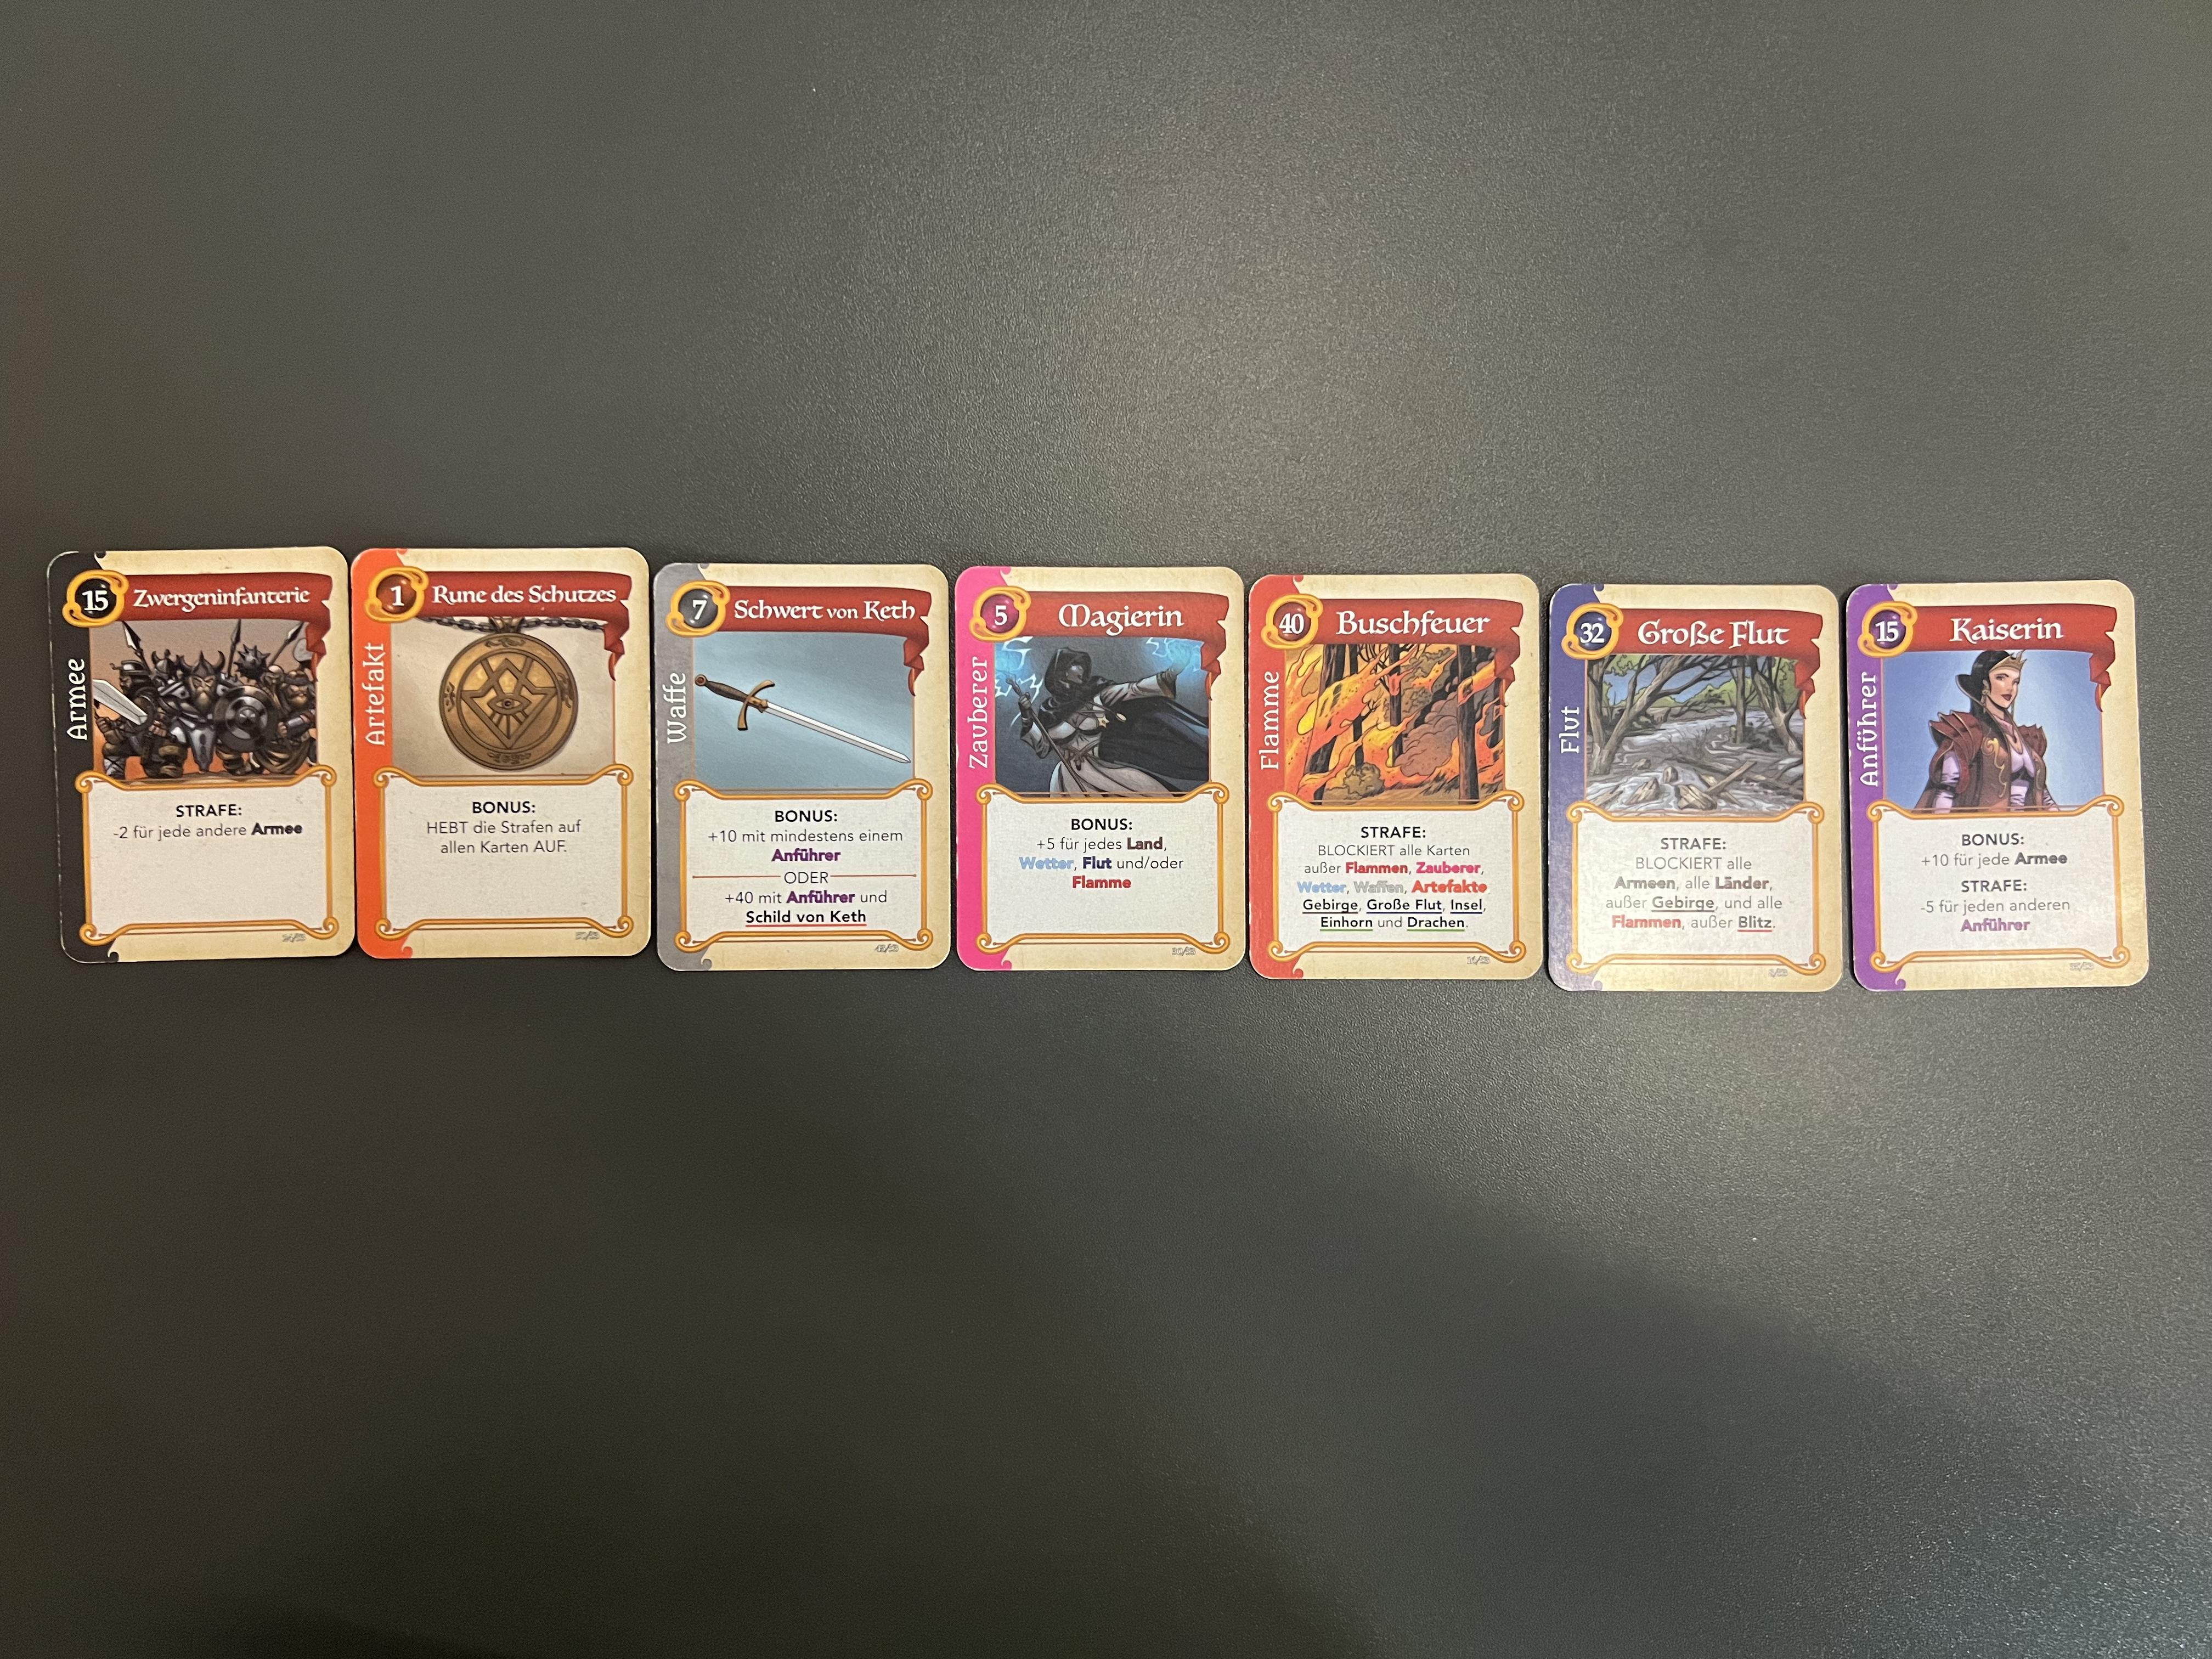 Armee
15 Zwergeninfanterie
STRAFE:
-2 für jede andere Armee
Artefakt
1 Rune des Schutzes
BONUS:
HEBT die Strafen auf
allen Karten AUF.
Waffe
7 Schwert von Keth
BONUS:
+10 mit mindestens einem
Anführer
ODER
+40 mit Anführer und
Schild von Keth
Zauberer
5 Magierin
BONUS:
+5 für jedes Land,
Wetter, Flut und/oder
Flamme
Flamme
40 Buschfeuer
STRAFE:
BLOCKIERT alle Karten
außer Flammen, Zauberer,
Wetter, Waffen, Artefakte
Gebirge, Große Flut, Insel,
Einhorn und Drachen.
Flut
32 Große Flut
STRAFE:
BLOCKIERT alle
Armeen, alle Länder,
außer Gebirge, und alle
Flammen, außer Blitz.
Anführer
15 Kaiserin
BONUS:
+10 für jede Armee
STRAFE:
-5 für jeden anderen
Anführer